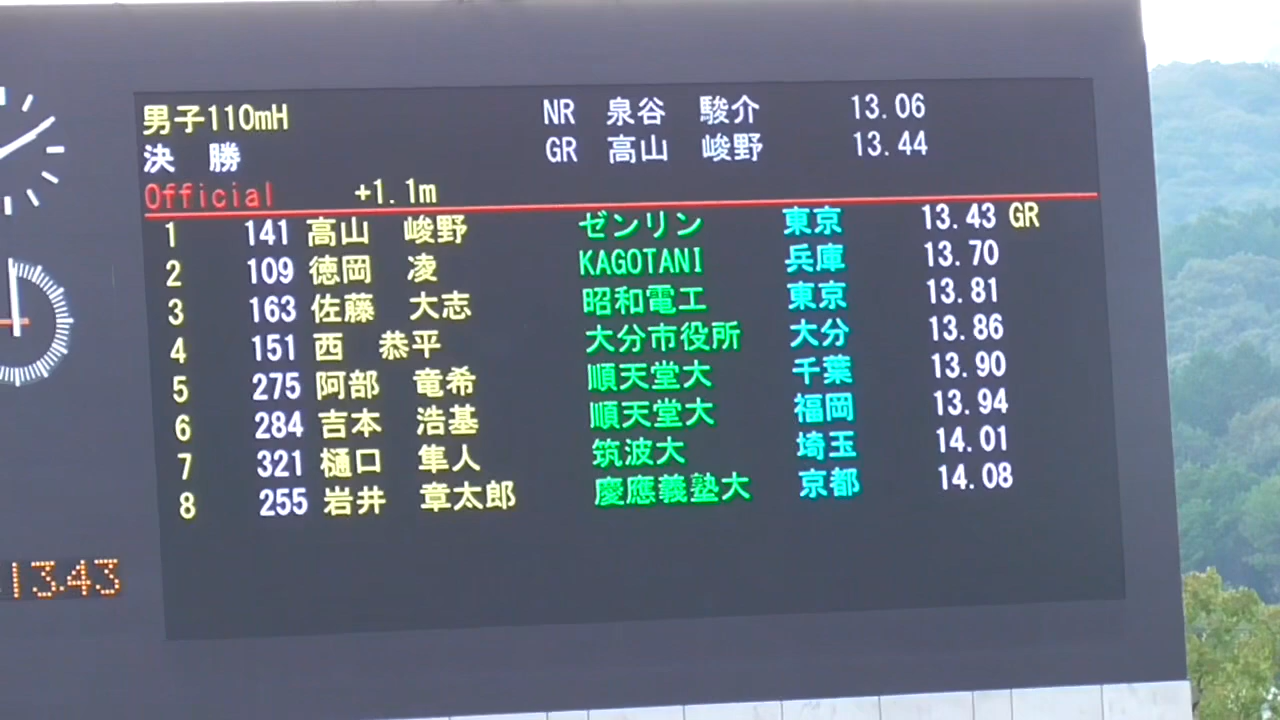 男子110mH NR 泉谷 駿介 13.06
決 勝 GR 高山 峻野 13.44
Official +1.1m
1 141 高山 峻野 ゼンリン 東京 13.43 GR
2 109 徳岡 凌 KAGOTANI 兵庫 13.70
3 163 佐藤 大志 昭和電工 東京 13.81
4 151 西 恭平 大分市役所 大分 13.86
5 275 阿部 竜希 順天堂大 千葉 13.90
6 284 吉本 浩基 順天堂大 福岡 13.94
7 321 樋口 隼人 筑波大 埼玉 14.01
8 255 岩井 章太郎 慶應義塾大 京都 14.08
13.43